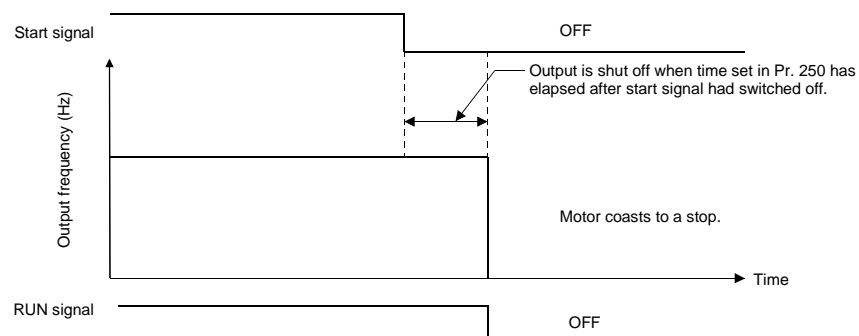 Start signal
OFF
Output is shut off when time set in Pr. 250 has
elapsed after start signal had switched off.
Output frequency (Hz)
Motor coasts to a stop.
Time
RUN signal
OFF